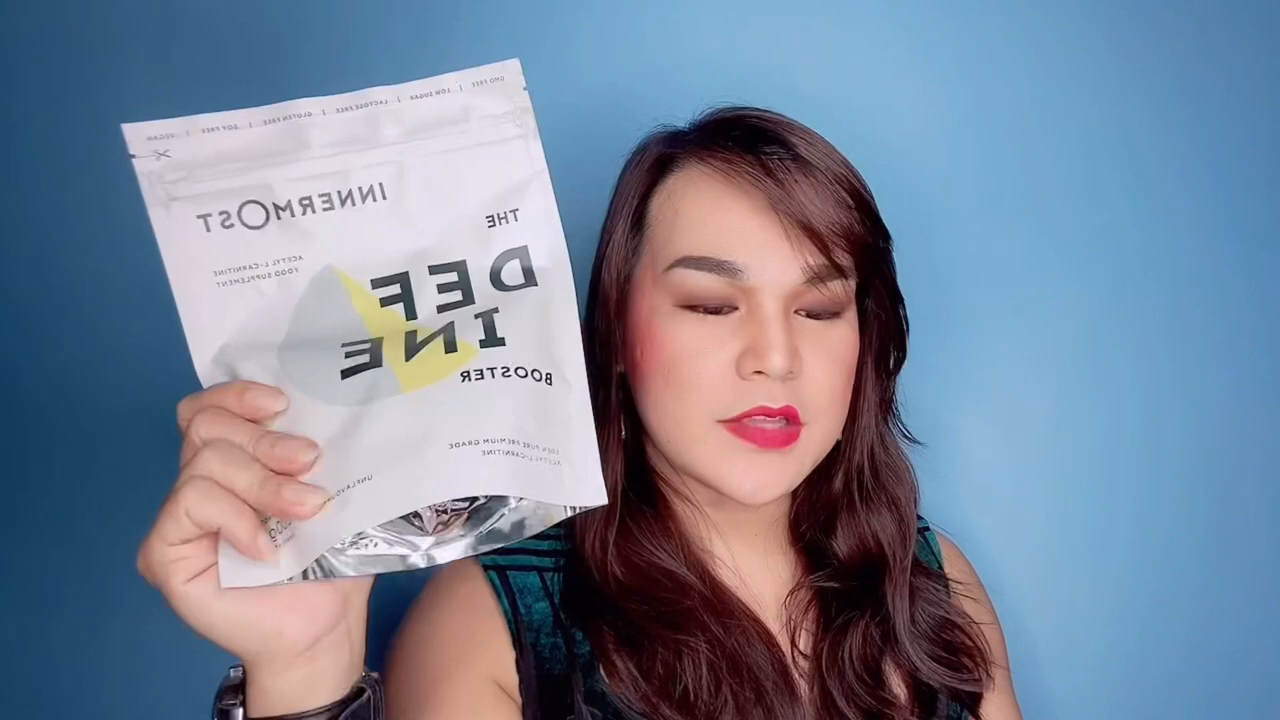 GMO FREE | LOW SUGAR | LACTOSE FREE | GLUTEN FREE | SOY FREE | VEGAN
INNERMOST
THE
DEF
INE
BOOSTER
ACETYL L-CARNITINE
FOOD SUPPLEMENT
100% PURE PREMIUM GRADE
ACETYL L-CARNITINE